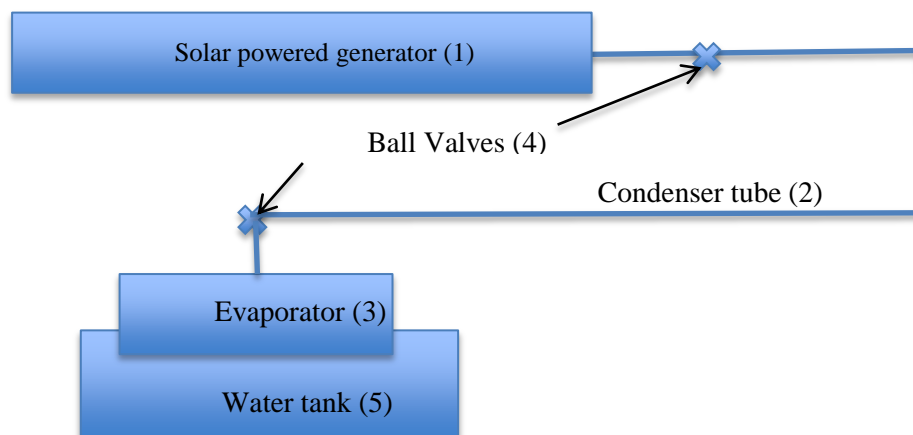 Solar powered generator (1)
Ball Valves (4)
Condenser tube (2)
Evaporator (3)
Water tank (5)